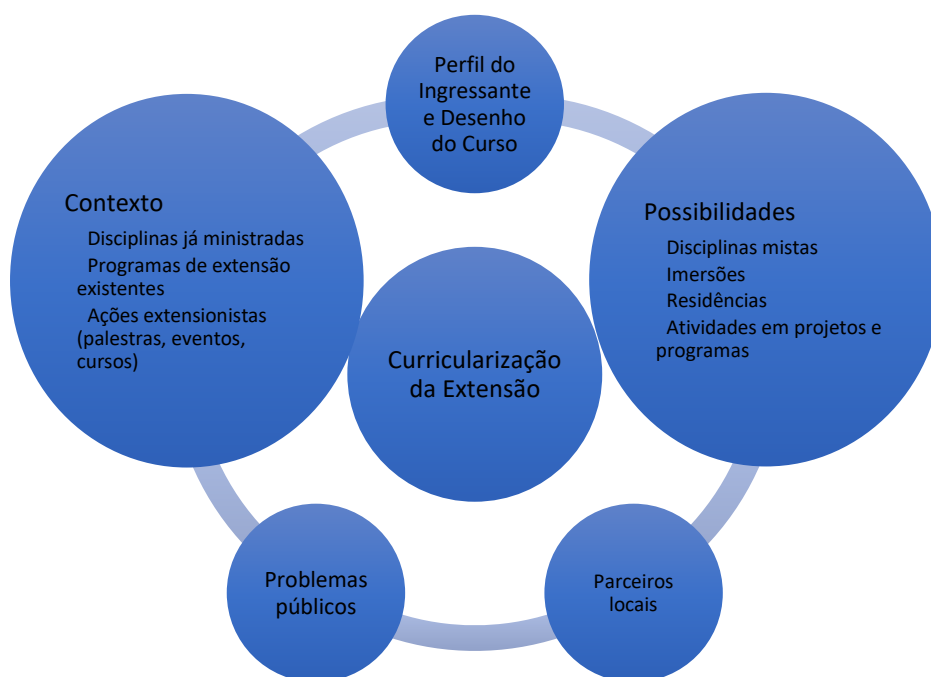 Perfil do
Ingressante
e Desenho
do Curso
Contexto
Disciplinas já ministradas
Programas de extensão
existentes
Ações extensionistas
(palestras, eventos,
cursos)
Possibilidades
Disciplinas mistas
Imersões
Residências
Atividades em projetos e
programas
Curricularização
da Extensão
Problemas
públicos
Parceiros
locais